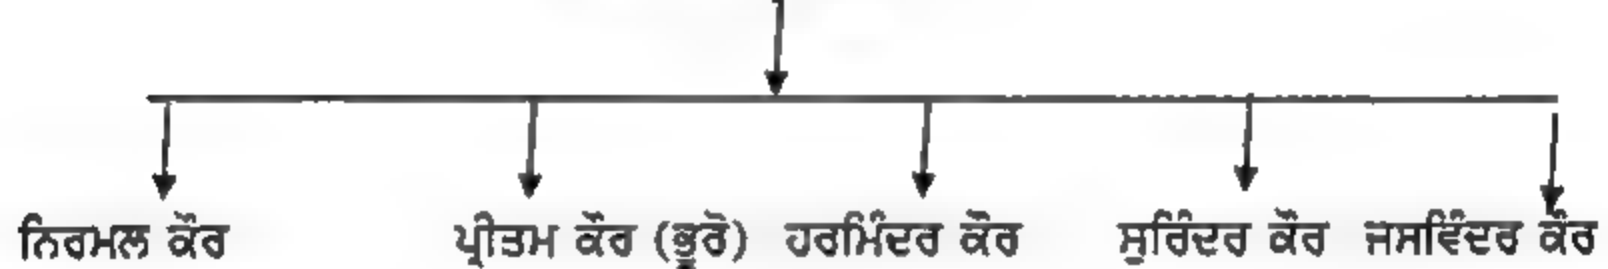 ਨਿਰਮਲ ਕੌਰ ਪ੍ਰੀਤਮ ਕੌਰ (ਭੂਰੋ) ਹਰਮਿੰਦਰ ਕੌਰ ਸੁਰਿੰਦਰ ਕੌਰ ਜਸਵਿੰਦਰ ਕੌਰ